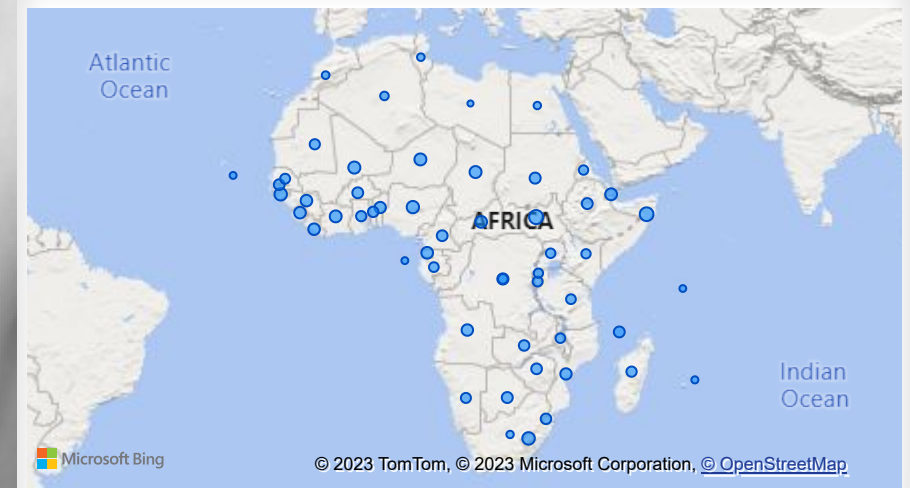 Atlantic
Ocean
AFRICA
Indian
Ocean
Microsoft Bing
© 2023 TomTom, © 2023 Microsoft Corporation, © OpenStreetMap